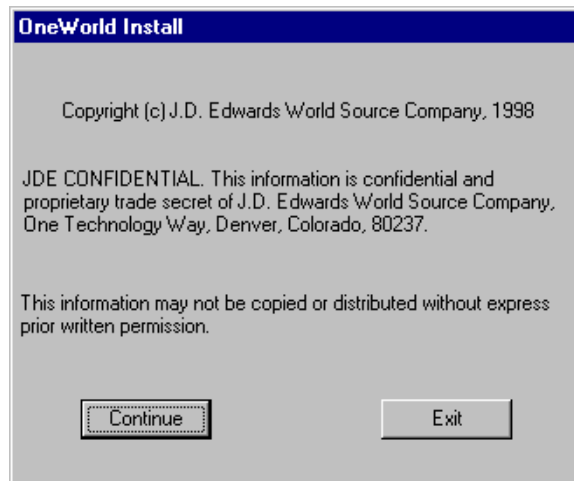 OneWorld Install
Copyright (c) J.D. Edwards World Source Company, 1998
JDE CONFIDENTIAL. This information is confidential and
proprietary trade secret of J.D. Edwards World Source Company,
One Technology Way, Denver, Colorado, 80237.
This information may not be copied or distributed without express
prior written permission.
Continue
Exit